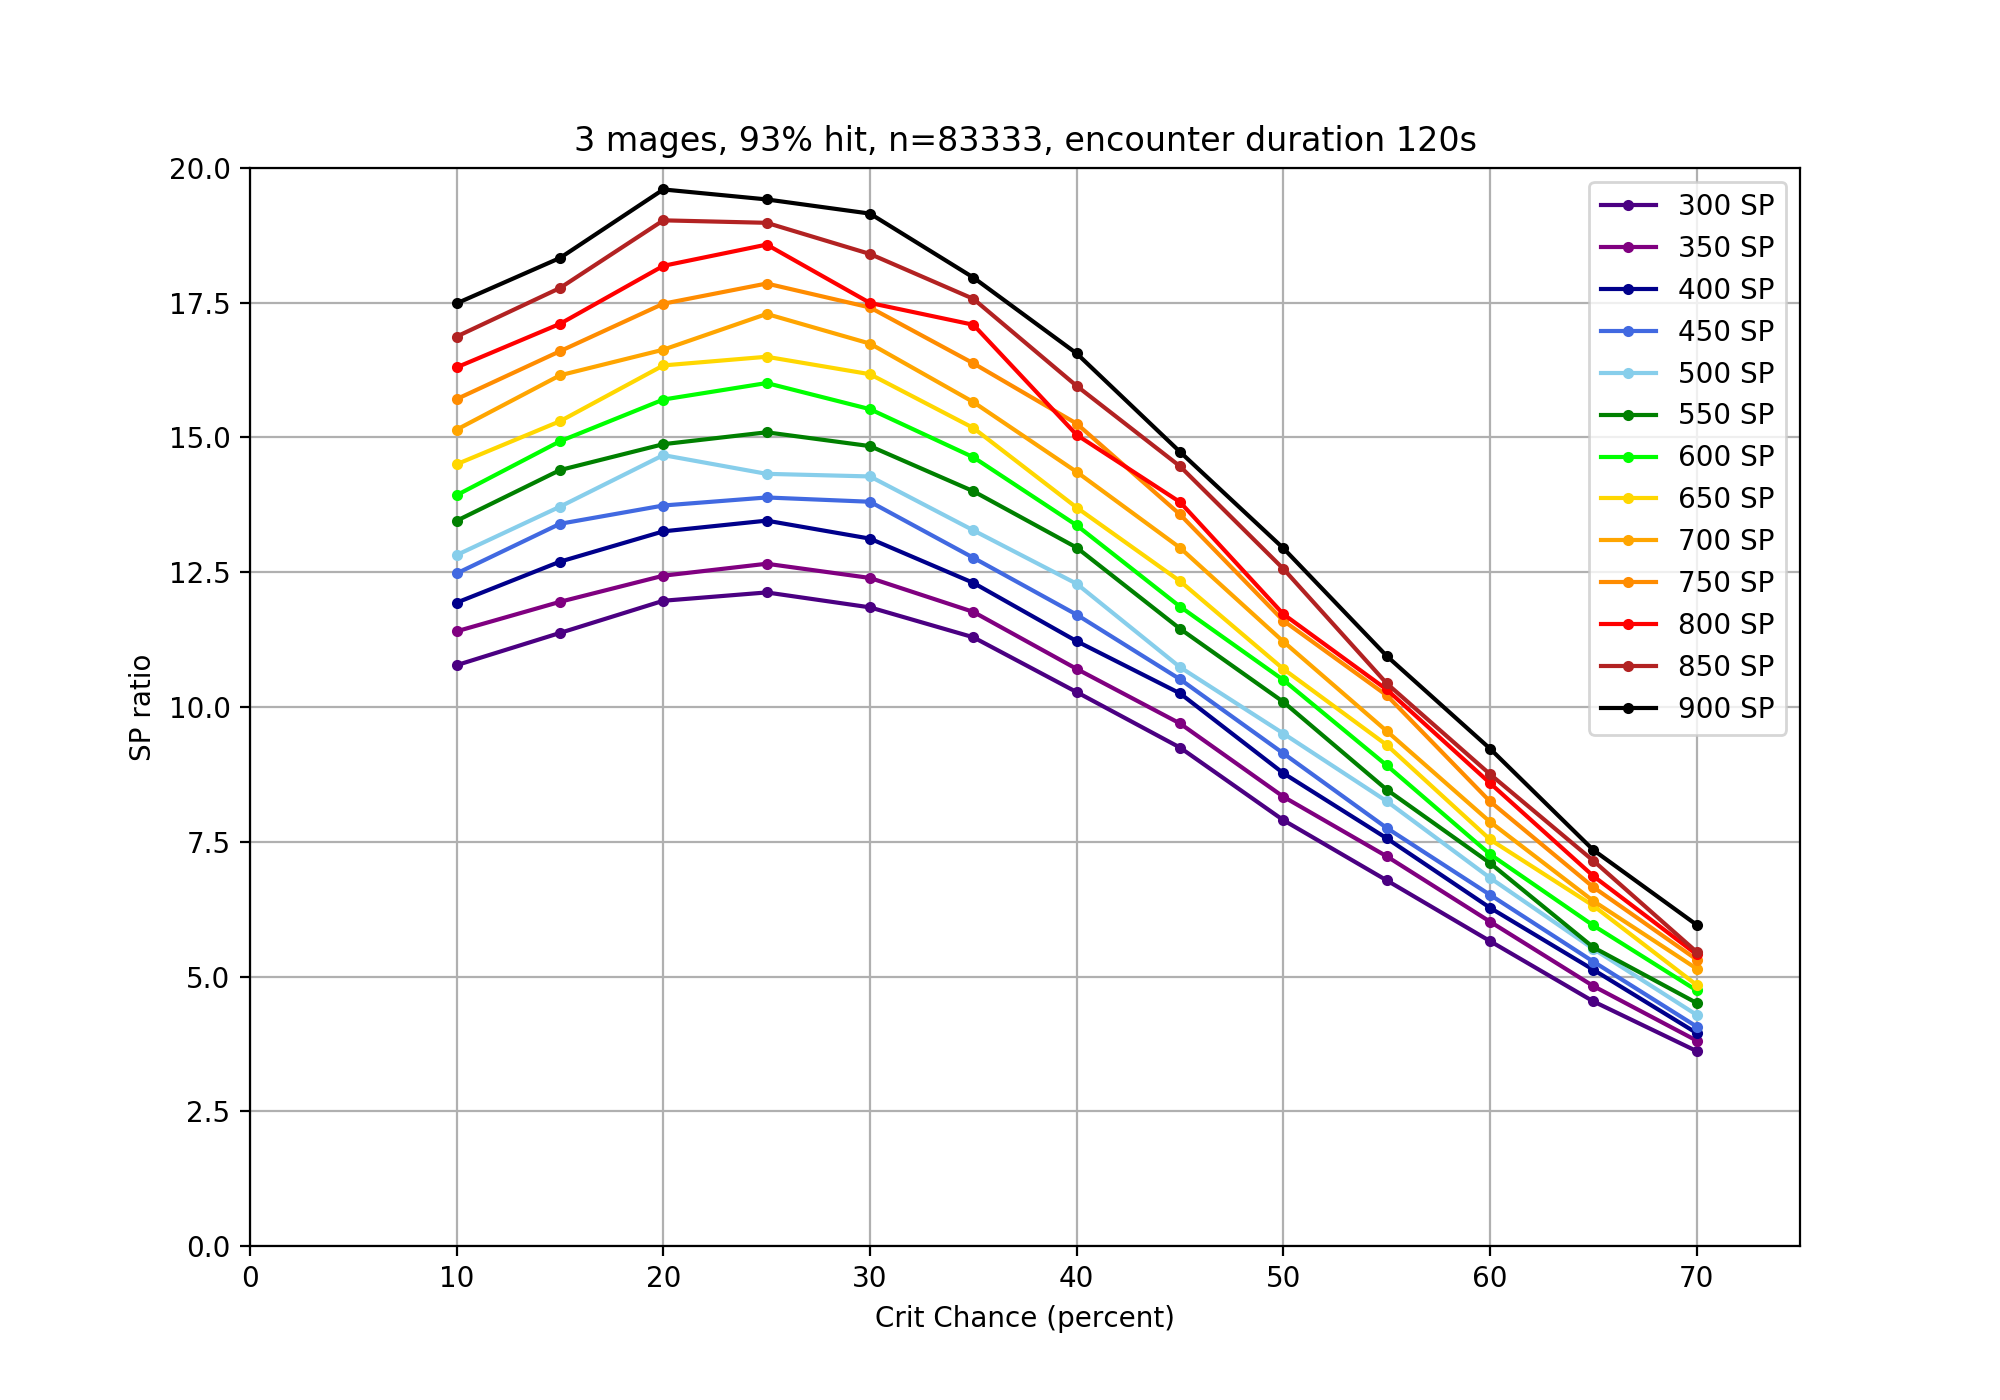 3 mages, 93% hit, n=83333, encounter duration 120s
20.0
17.5
15.0
12.5
10.0
7.5
5.0
2.5
0.0
SP ratio
300 SP
350 SP
400 SP
450 SP
500 SP
550 SP
600 SP
650 SP
700 SP
750 SP
800 SP
850 SP
900 SP
0 10 20 30 40 50 60 70
Crit Chance (percent)